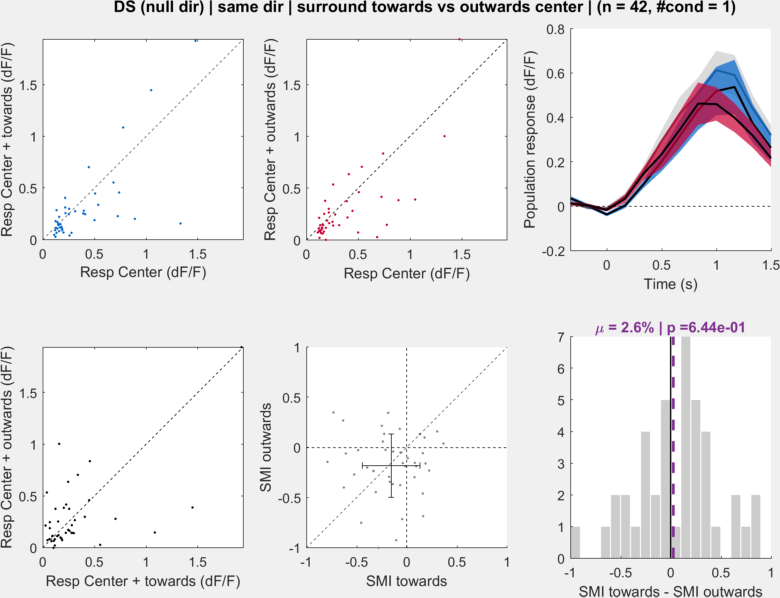 DS (null dir) | same dir | surround towards vs outwards center | (n = 42, #cond = 1)
Resp Center + towards (dF/F)
1.5
1
0.5
0
0 0.5 1 1.5
Resp Center (dF/F)
Resp Center + outwards (dF/F)
1.5
1
0.5
0
0 0.5 1 1.5
Resp Center (dF/F)
Population response (dF/F)
0.8
0.6
0.4
0.2
0
-0.2
0 0.5 1 1.5
Time (s)
Resp Center + outwards (dF/F)
1.5
1
0.5
0
0 0.5 1 1.5
Resp Center + towards (dF/F)
SMI outwards
1
0.5
0
-0.5
-1
-1 -0.5 0 0.5 1
SMI towards
μ = 2.6% | p =6.44e-01
7
6
5
4
3
2
1
0
-1 -0.5 0 0.5 1
SMI towards - SMI outwards